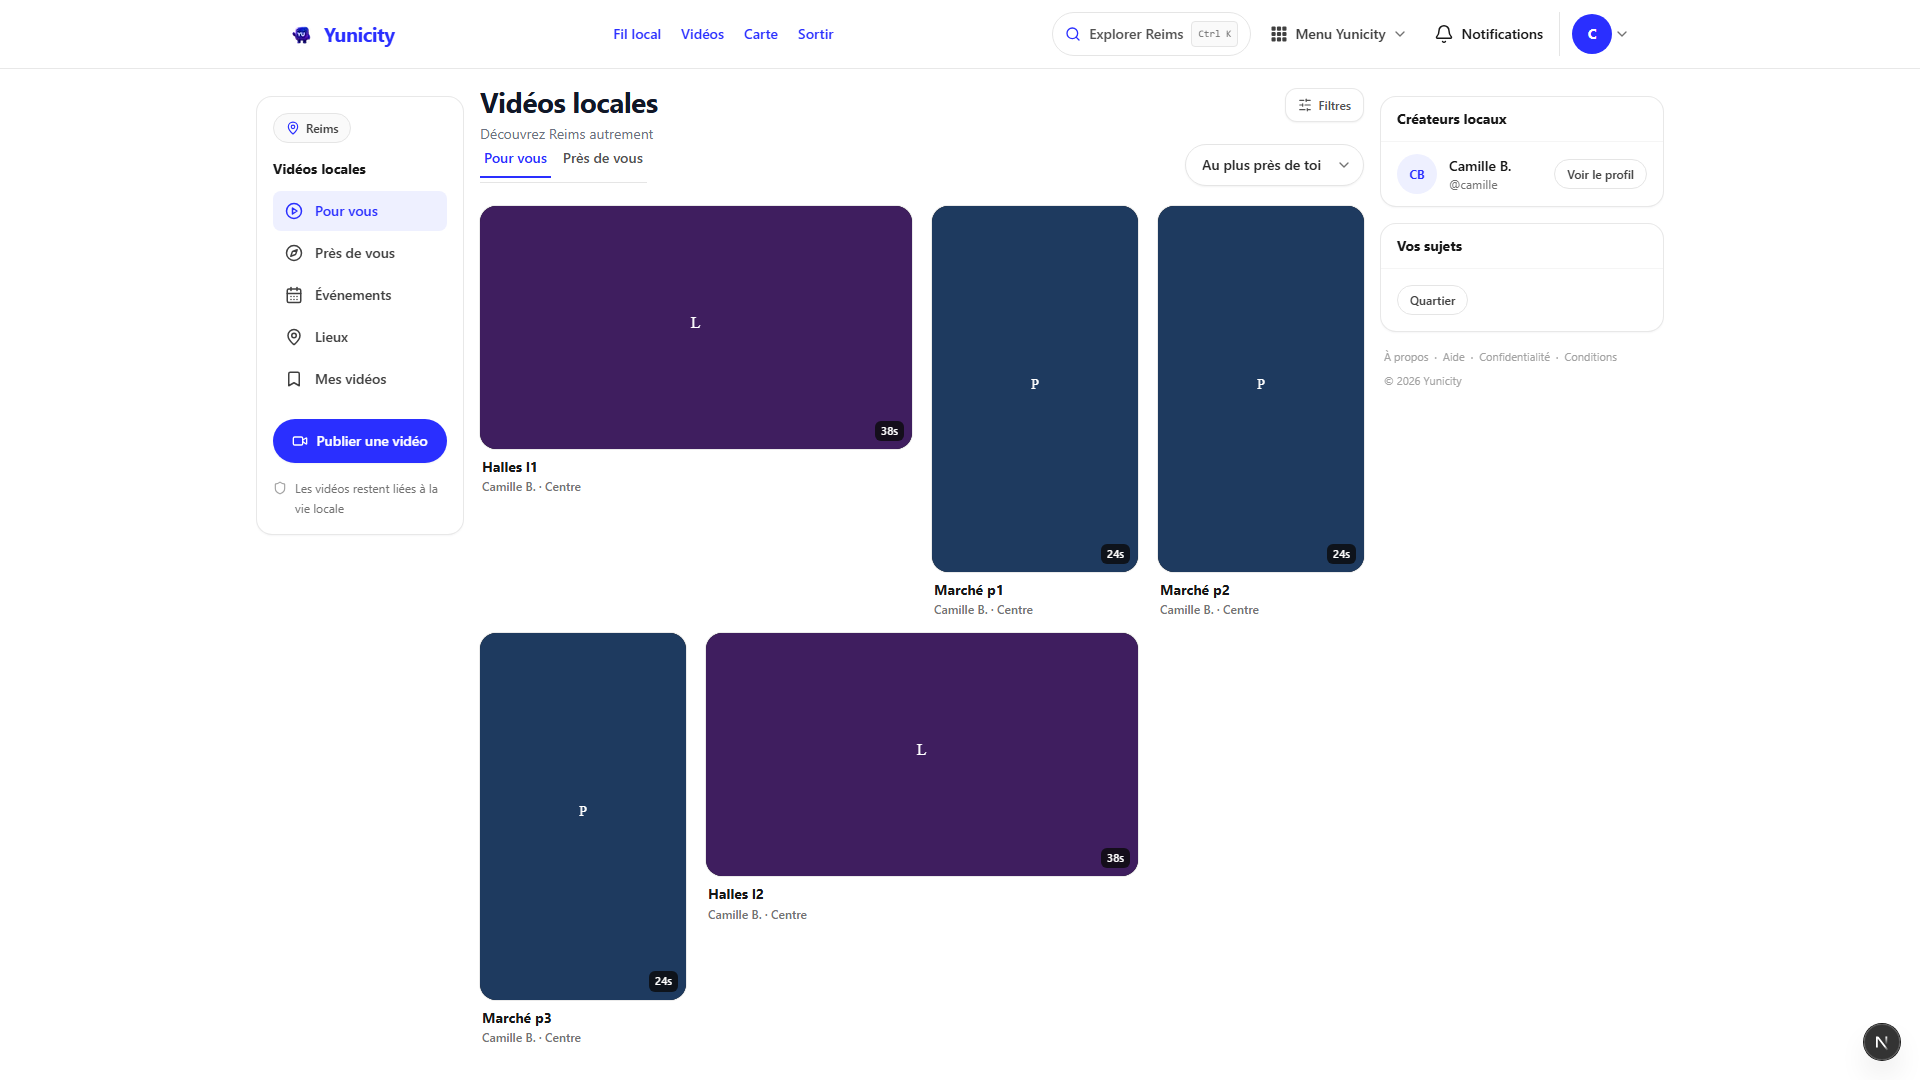 Yunicity
Fil local
Vidéos
Carte
Sortir
Explorer Reims
Ctrl K
Menu Yunicity
Notifications
C
Reims
Vidéos locales
Pour vous
Près de vous
Événements
Lieux
Mes vidéos
Publier une vidéo
Les vidéos restent liées à la
vie locale
Vidéos locales
Découvrez Reims autrement
Filtres
Pour vous
Près de vous
Au plus près de toi
L
38s
Halles l1
Camille B. · Centre
P
24s
Marché p1
Camille B. · Centre
P
24s
Marché p2
Camille B. · Centre
P
24s
Marché p3
Camille B. · Centre
L
38s
Halles l2
Camille B. · Centre
Créateurs locaux
CB
Camille B.
@camille
Voir le profil
Vos sujets
Quartier
À propos · Aide · Confidentialité · Conditions
© 2026 Yunicity
N